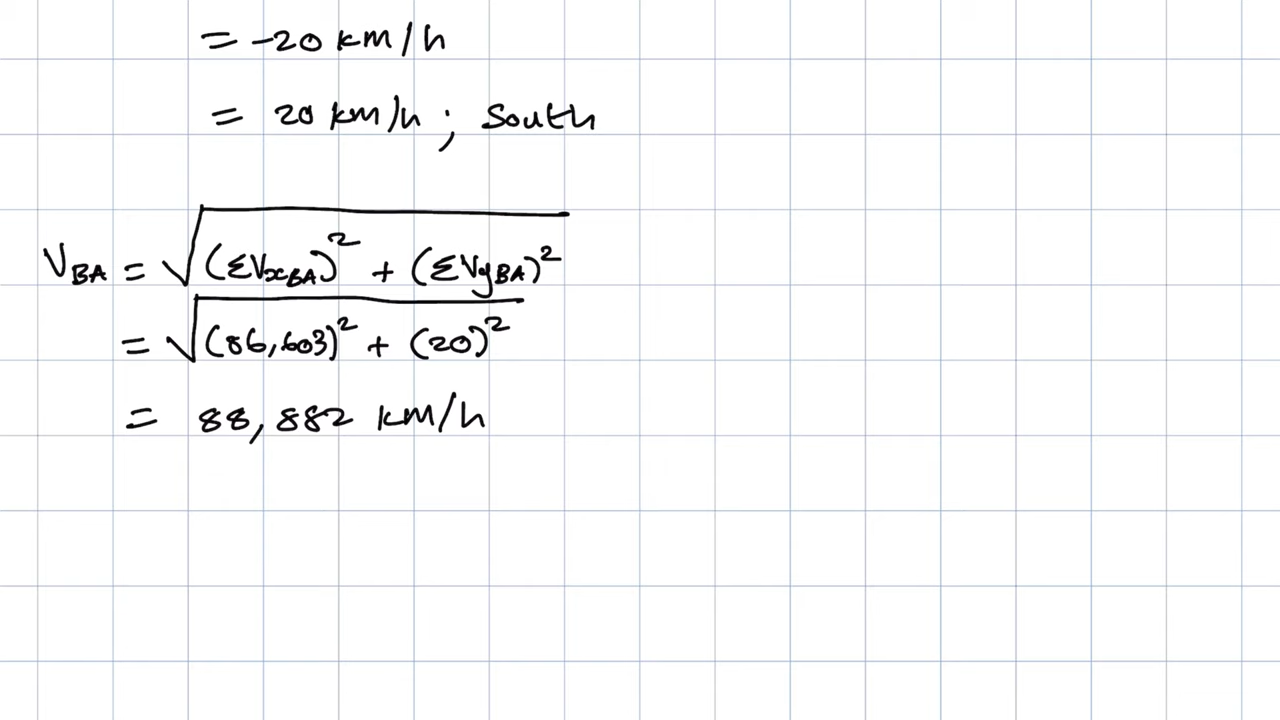 = -20 km/h
= 20 km/h ; South
V_BA = √((ΣVx_BA)² + (ΣVy_BA)²)
= √((86,603)² + (20)²)
= 88,882 km/h